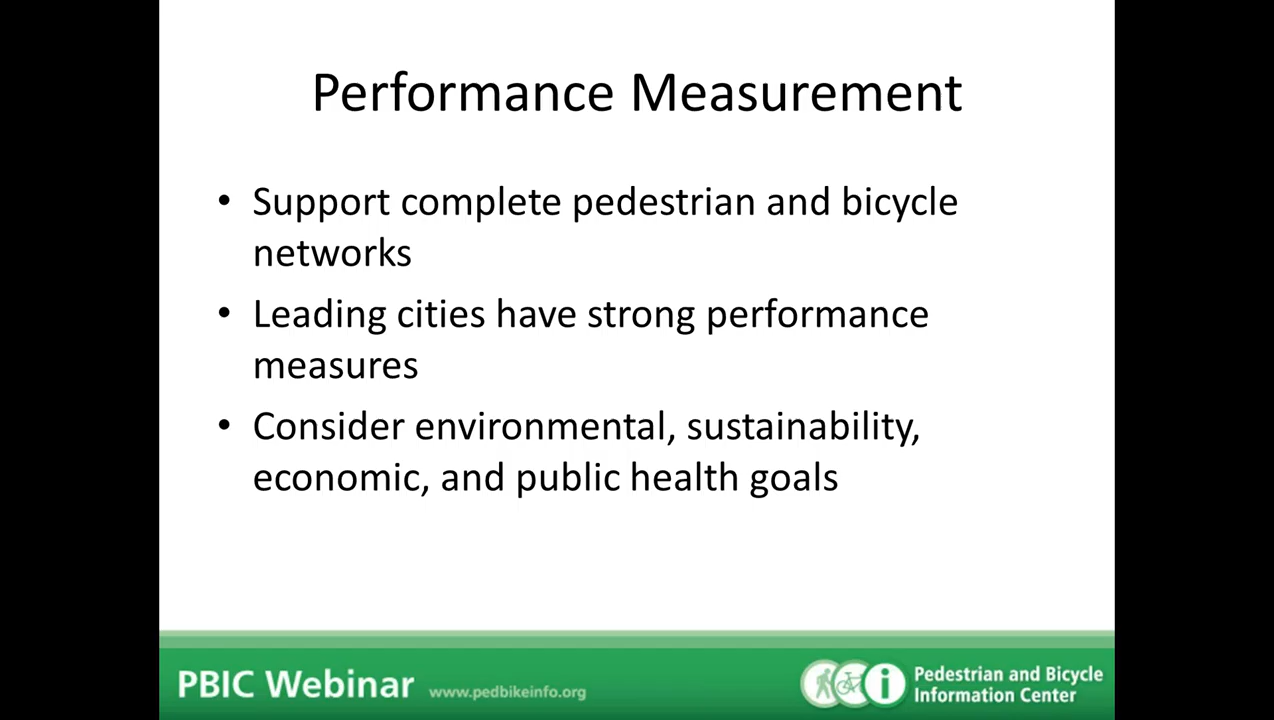 Performance Measurement
• Support complete pedestrian and bicycle
networks
• Leading cities have strong performance
measures
• Consider environmental, sustainability,
economic, and public health goals
PBIC Webinar www.pedbikeinfo.org
i
Pedestrian and Bicycle
Information Center